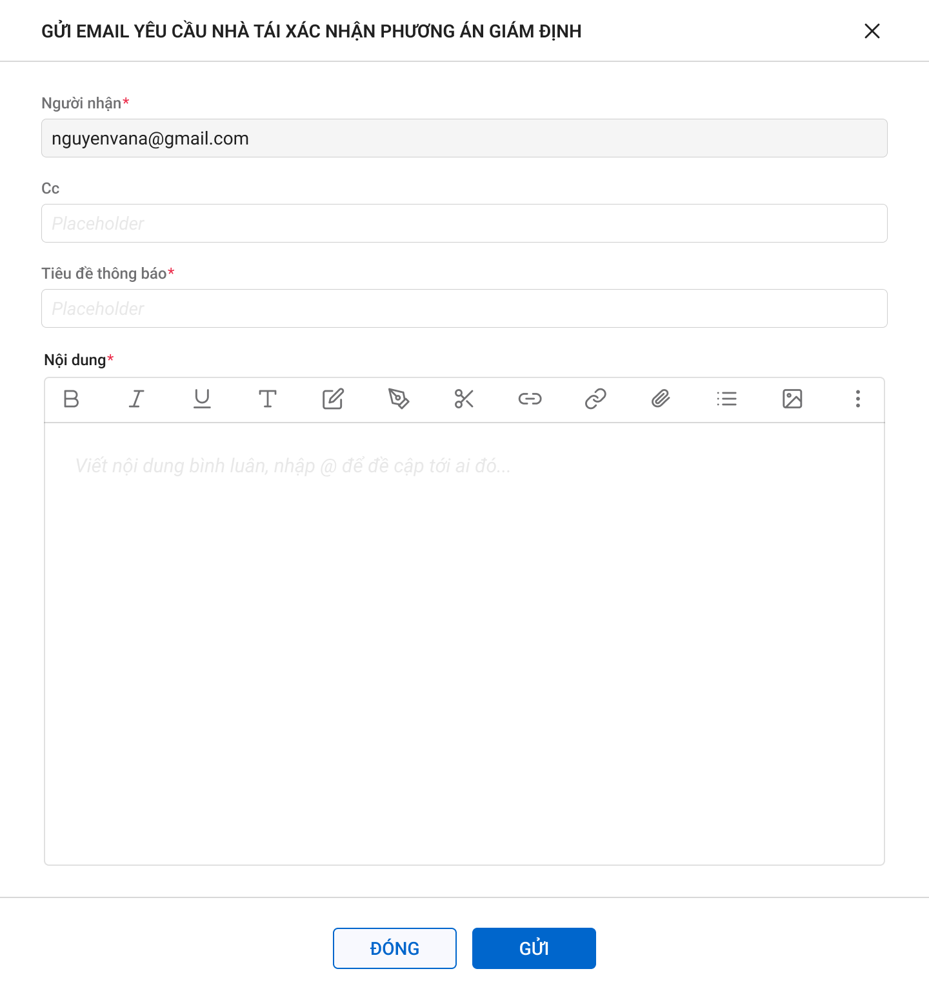 GỬI EMAIL YÊU CẦU NHÀ TÁI XÁC NHẬN PHƯƠNG ÁN GIÁM ĐỊNH
Người nhận*
nguyenvana@gmail.com
Cc
Placeholder
Tiêu đề thông báo*
Placeholder
Nội dung*
Viết nội dung bình luân, nhập @ để đề cập tới ai đó...
ĐÓNG
GỬI